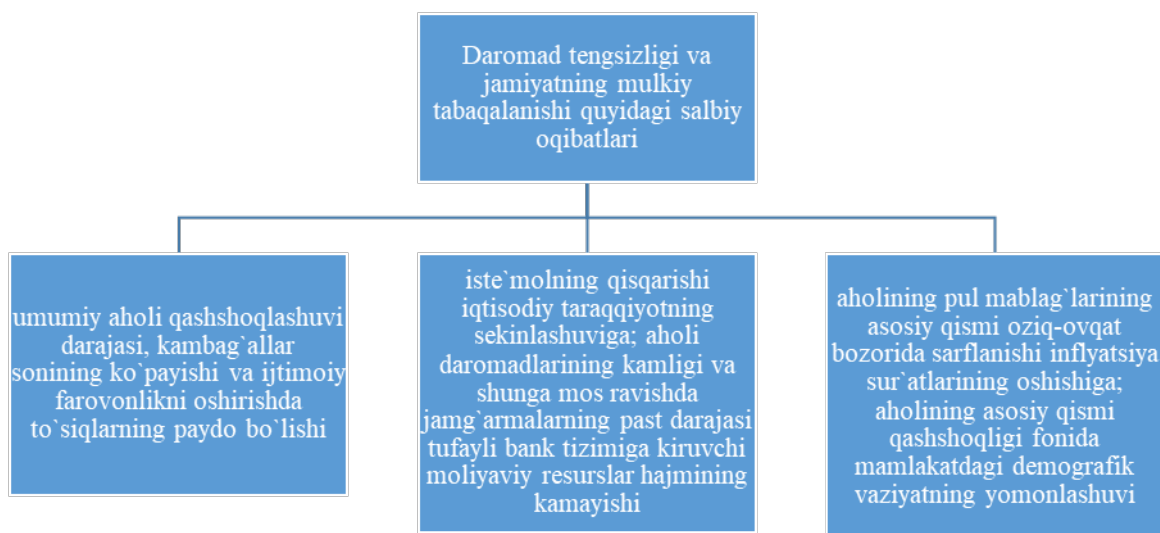 Daromad tengsizligi va
jamiyatning mulkiy
tabaqalanishi quyidagi salbiy
oqibatlari
umumiy aholi qashshoqlashuvi
darajasi, kambag`allar
sonining ko`payishi va ijtimoiy
farovonlikni oshirishda
to`siqlarning paydo bo`lishi
iste`molning qisqarishi
iqtisodiy taraqqiyotning
sekinlashuviga; aholi
daromadlarining kamligi va
shunga mos ravishda
jamg`armalarning past darajasi
tufayli bank tizimiga kiruvchi
moliyaviy resurslar hajmining
kamayishi
aholining pul mablag`larining
asosiy qismi oziq-ovqat
bozorida sarflanishi inflyatsiya
sur`atlarining oshishiga;
aholining asosiy qismi
qashshoqligi fonida
mamlakatdagi demografik
vaziyatning yomonlashuvi